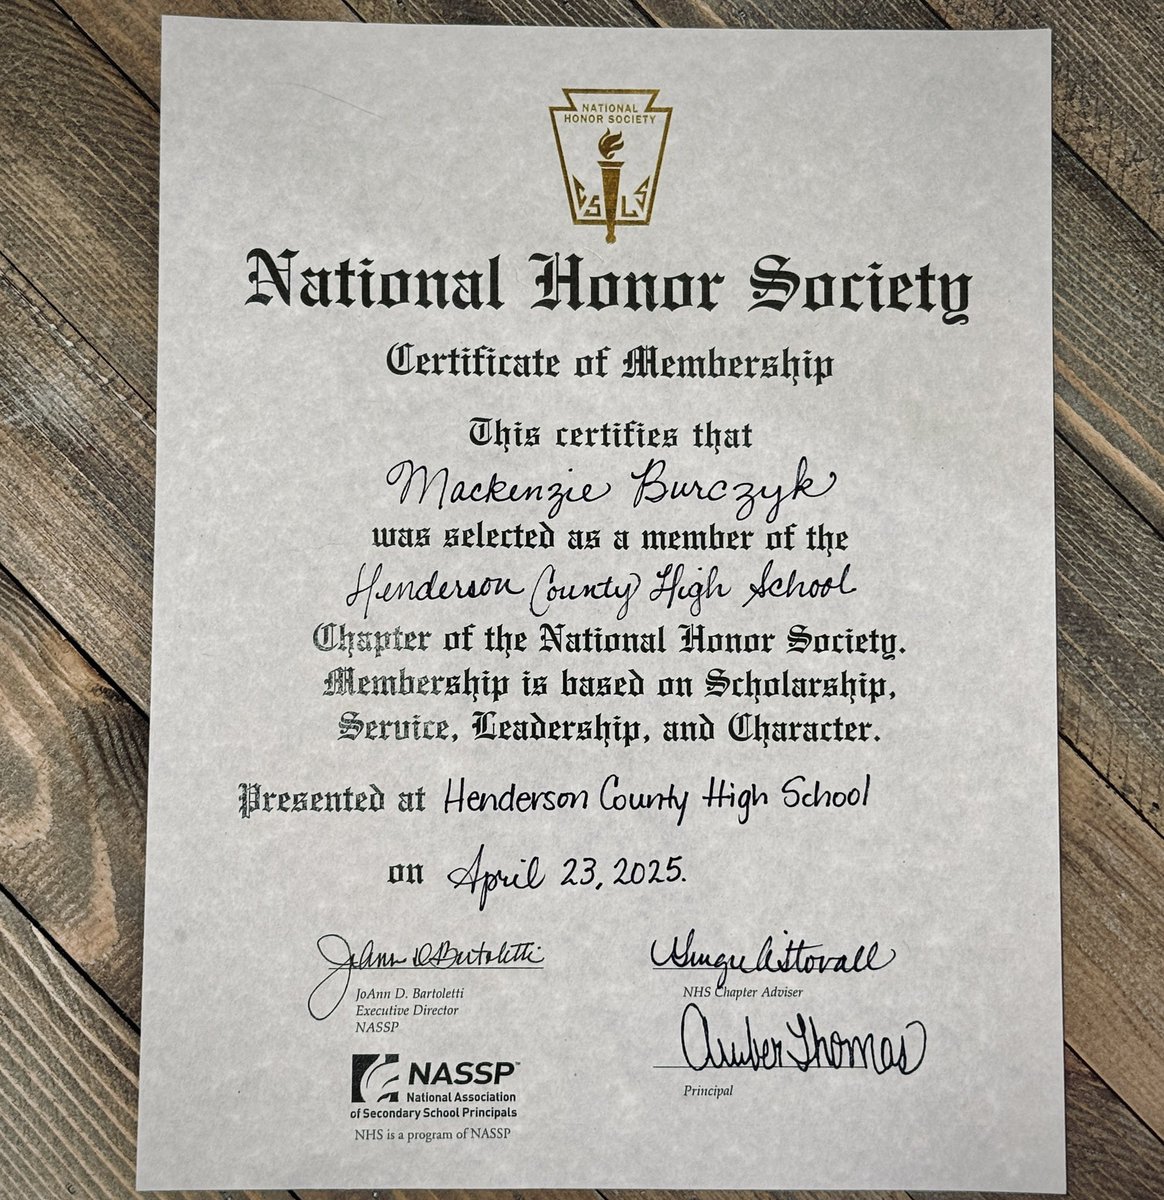 NATIONAL
HONOR SOCIETY
C S L S
National Honor Society
Certificate of Membership
This certifies that
Mackenzie Burczyk
was selected as a member of the
Henderson County High School
Chapter of the National Honor Society.
Membership is based on Scholarship,
Service, Leadership, and Character.
Presented at Henderson County High School
on April 23, 2025.
JoAnn D. Bartoletti
JoAnn D. Bartoletti
Executive Director
NASSP
NASSP™
National Association
of Secondary School Principals
NHS is a program of NASSP
Stovall
NHS Chapter Adviser
Amber Thomas
Principal